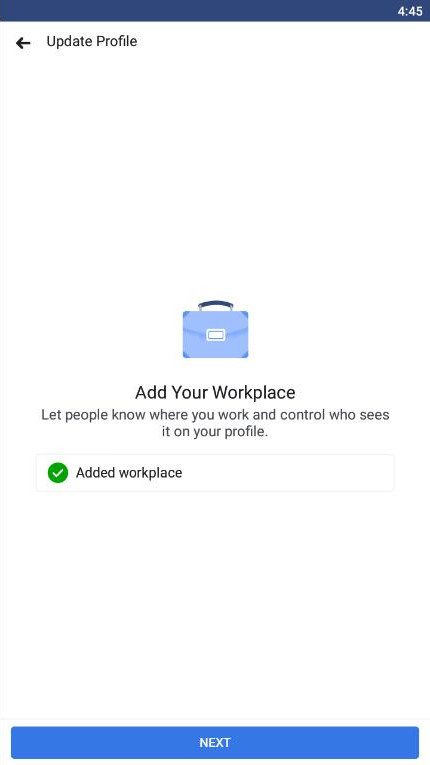 4:45
Update Profile
Add Your Workplace
Let people know where you work and control who sees
it on your profile.
Added workplace
NEXT